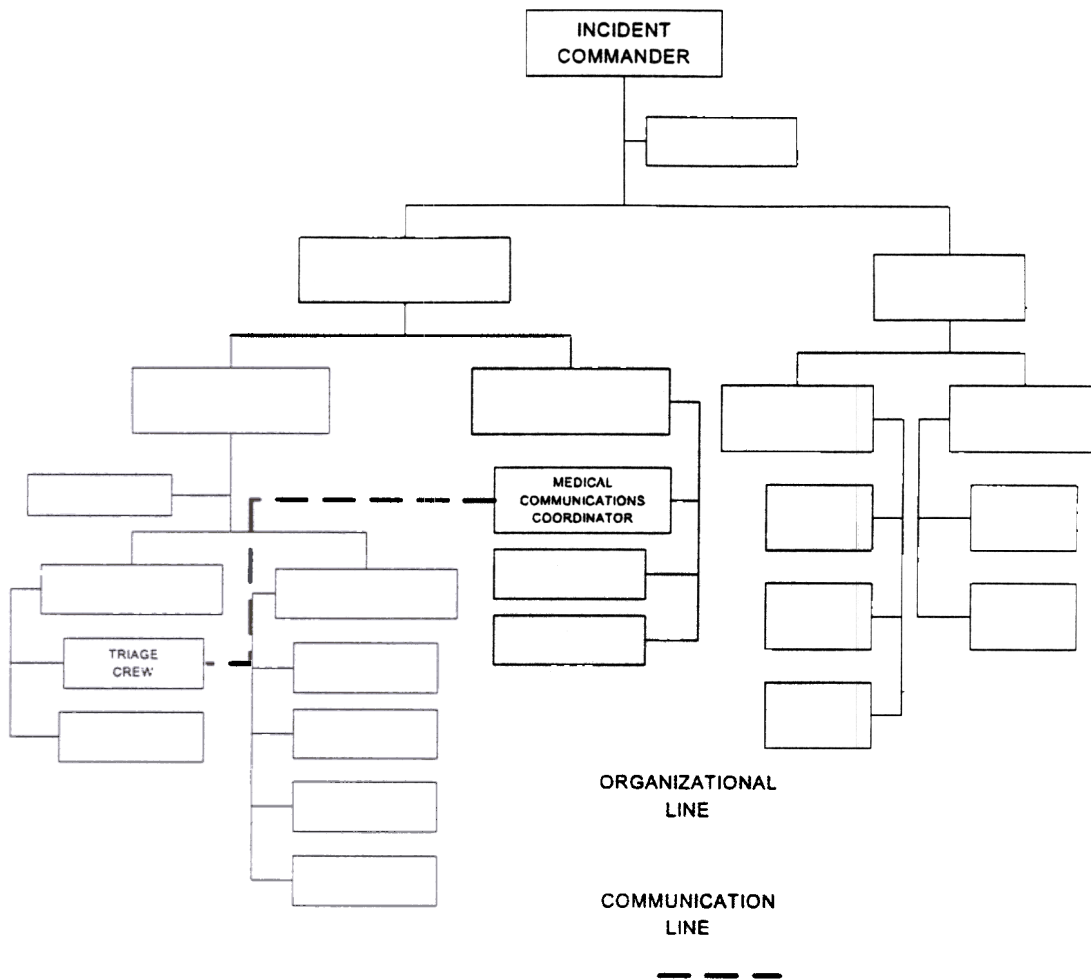 INCIDENT
COMMANDER
MEDICAL
COMMUNICATIONS
COORDINATOR
TRIAGE
CREW
ORGANIZATIONAL
LINE
COMMUNICATION
LINE